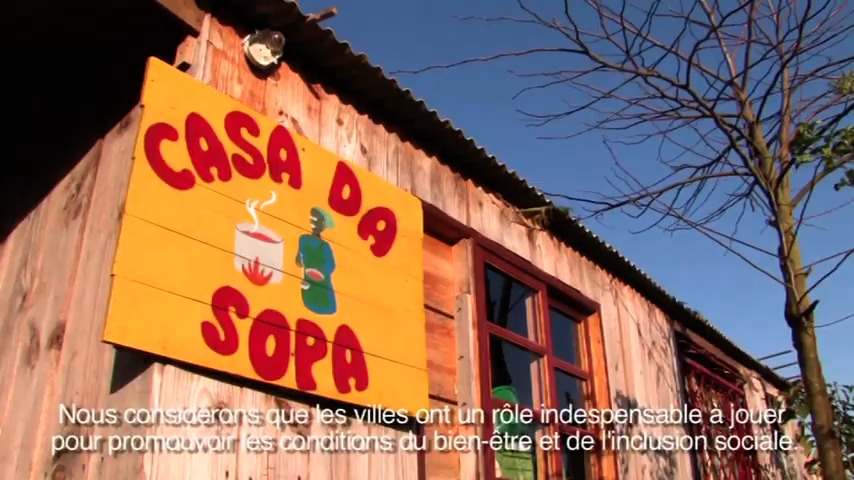 CASA DA
SOPA
Nous considerons que les villes ont un rôle indespensable à jouer
pour promouvoir les conditions du bien-être et de l'inclusion sociale.